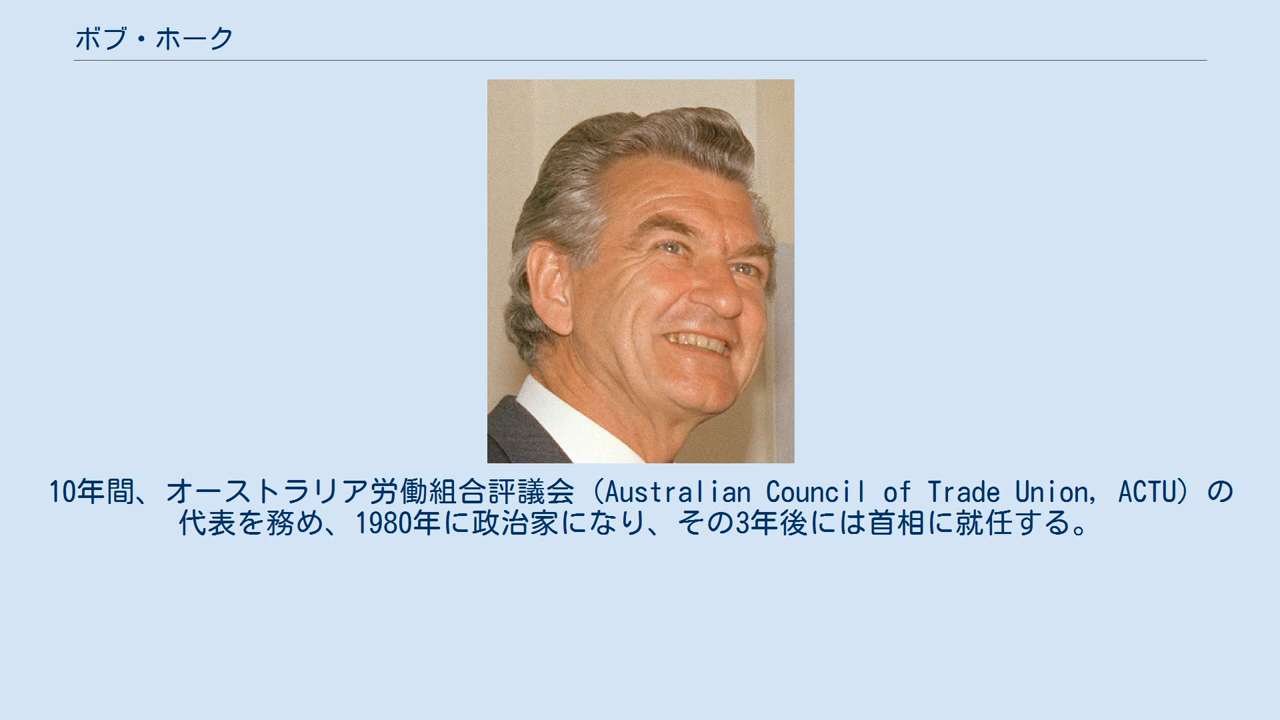 ボブ・ホーク
10年間、オーストラリア労働組合評議会（Australian Council of Trade Union, ACTU）の
代表を務め、1980年に政治家になり、その3年後には首相に就任する。